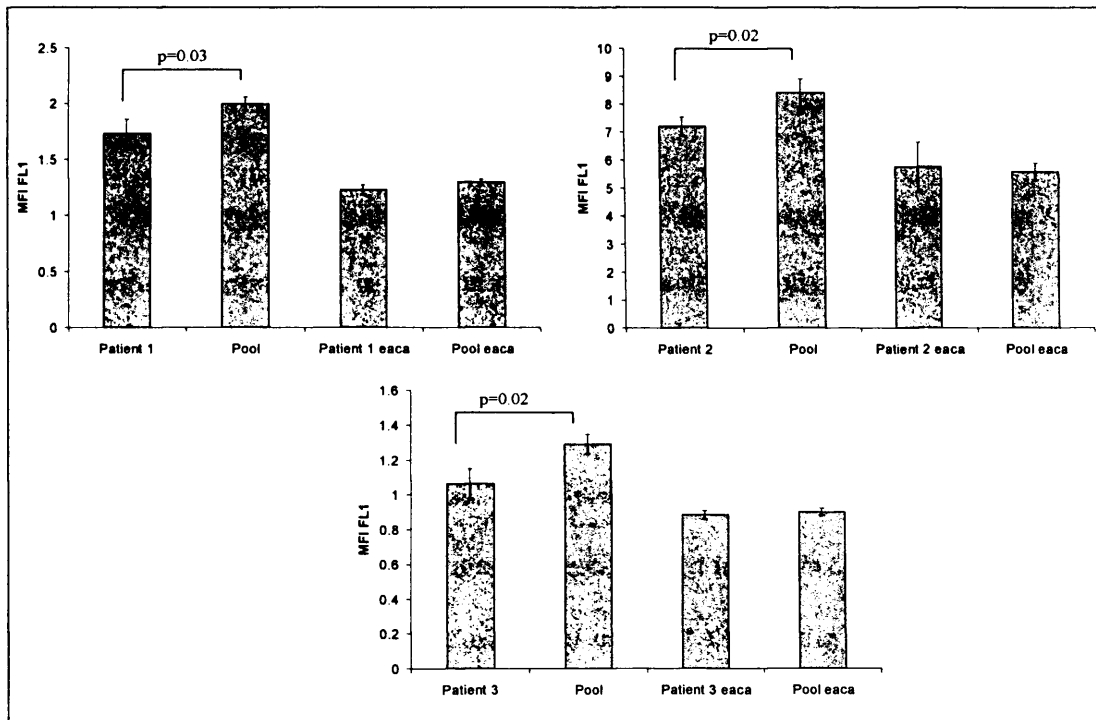 p=0.03
2.5
2
1.5
1
0.5
0
MFI FL1
Patient 1 Pool Patient 1 eaca Pool eaca
p=0.02
10
9
8
7
6
5
4
3
2
1
0
MFI FL1
Patient 2 Pool Patient 2 eaca Pool eaca
p=0.02
1.6
1.4
1.2
1
0.8
0.6
0.4
0.2
0
MFI FL1
Patient 3 Pool Patient 3 eaca Pool eaca